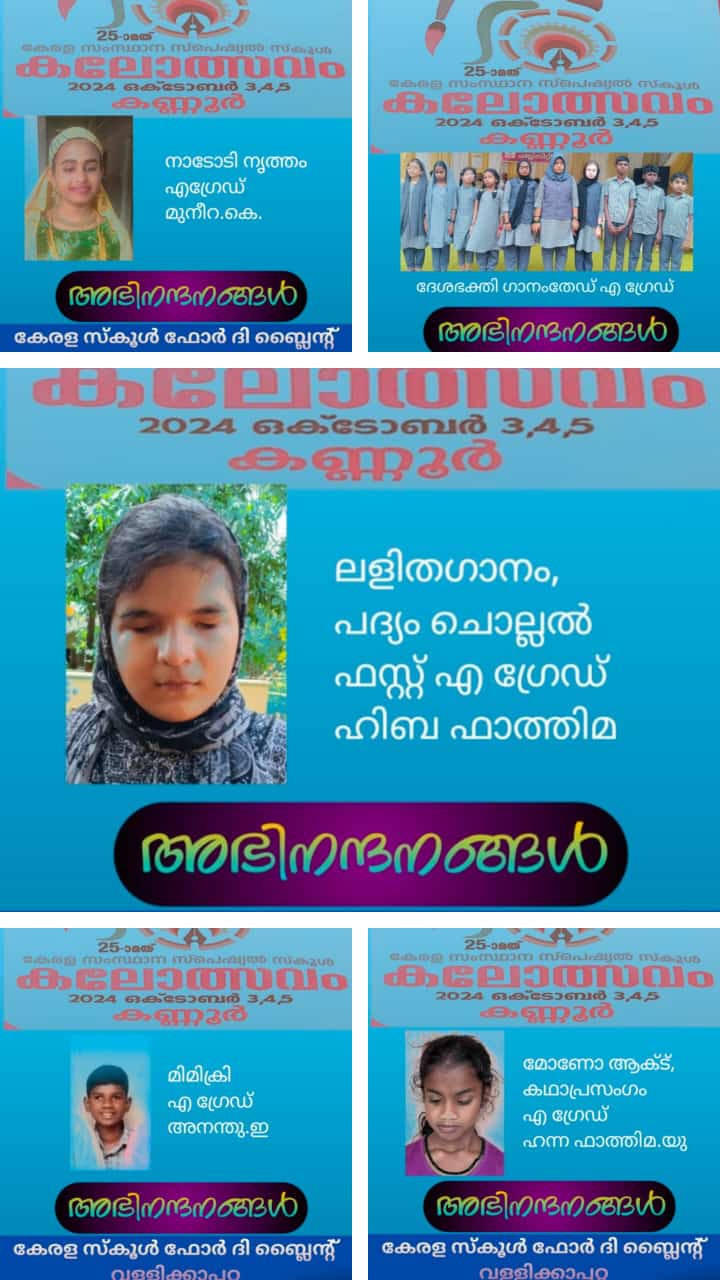 25-ാമത്
കേരള സംസ്ഥാന സ്പെഷ്യൽ സ്കൂൾ
കലോത്സവം
2024 ഒക്ടോബർ 3,4,5
കണ്ണൂർ
നാടോടി നൃത്തം
എഗ്രേഡ്
മുനീറ.കെ.
അഭിനന്ദനങ്ങൾ
കേരള സ്കൂൾ ഫോർ ദി ബ്ലൈന്റ്
25-ാമത്
കേരള സംസ്ഥാന സ്പെഷ്യൽ സ്കൂൾ
കലോത്സവം
2024 ഒക്ടോബർ 3,4,5
കണ്ണൂർ
ദേശഭക്തി ഗാനംതേഡ് എ ഗ്രേഡ്
അഭിനന്ദനങ്ങൾ
കലോത്സവം
2024 ഒക്ടോബർ 3,4,5
കണ്ണൂർ
ലളിതഗാനം,
പദ്യം ചൊല്ലൽ
ഫസ്റ്റ് എ ഗ്രേഡ്
ഹിബ ഫാത്തിമ
അഭിനന്ദനങ്ങൾ
25-ാമത്
കേരള സംസ്ഥാന സ്പെഷ്യൽ സ്കൂൾ
കലോത്സവം
2024 ഒക്ടോബർ 3,4,5
കണ്ണൂർ
മിമിക്രി
എ ഗ്രേഡ്
അനന്തു.ഇ
അഭിനന്ദനങ്ങൾ
കേരള സ്കൂൾ ഫോർ ദി ബ്ലൈന്റ്
വള്ളിക്കാപറ്റ
25-ാമത്
കേരള സംസ്ഥാന സ്പെഷ്യൽ സ്കൂൾ
കലോത്സവം
2024 ഒക്ടോബർ 3,4,5
കണ്ണൂർ
മോണോ ആക്ട്,
കഥാപ്രസംഗം
എ ഗ്രേഡ്
ഹന്ന ഫാത്തിമ.യു
അഭിനന്ദനങ്ങൾ
കേരള സ്കൂൾ ഫോർ ദി ബ്ലൈന്റ്
വള്ളിക്കാപറ്റ